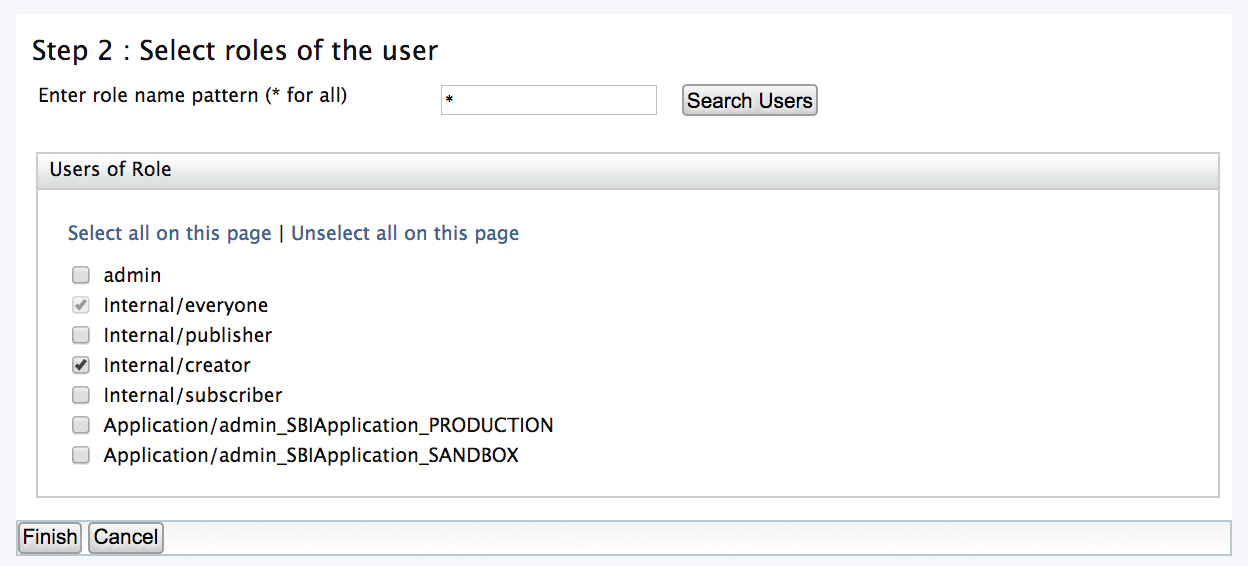 Step 2 : Select roles of the user
Enter role name pattern (* for all) * Search Users
Users of Role
Select all on this page | Unselect all on this page
admin
Internal/everyone
Internal/publisher
Internal/creator
Internal/subscriber
Application/admin_SBIApplication_PRODUCTION
Application/admin_SBIApplication_SANDBOX
Finish Cancel